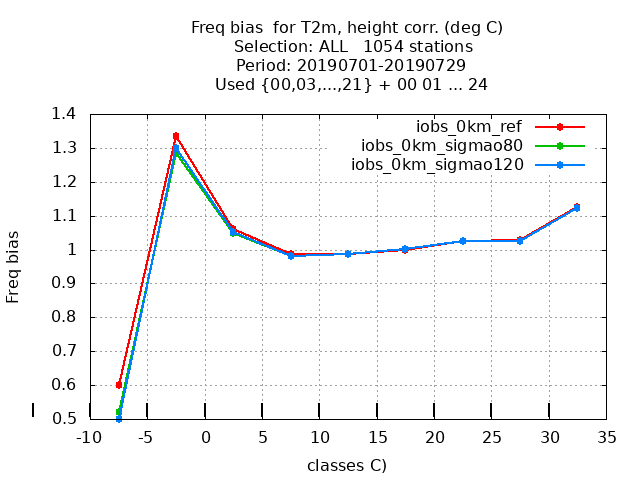 Freq bias  for T2m, height corr. (deg C)
Selection: ALL   1054 stations
Period: 20190701-20190729
Used {00,03,...,21} + 00 01 ... 24
iobs_0km_ref
iobs_0km_sigmao80
iobs_0km_sigmao120
Freq bias
1.4
1.3
1.2
1.1
1
0.9
0.8
0.7
0.6
0.5
-10
-5
0
5
10
15
20
25
30
35
classes C)